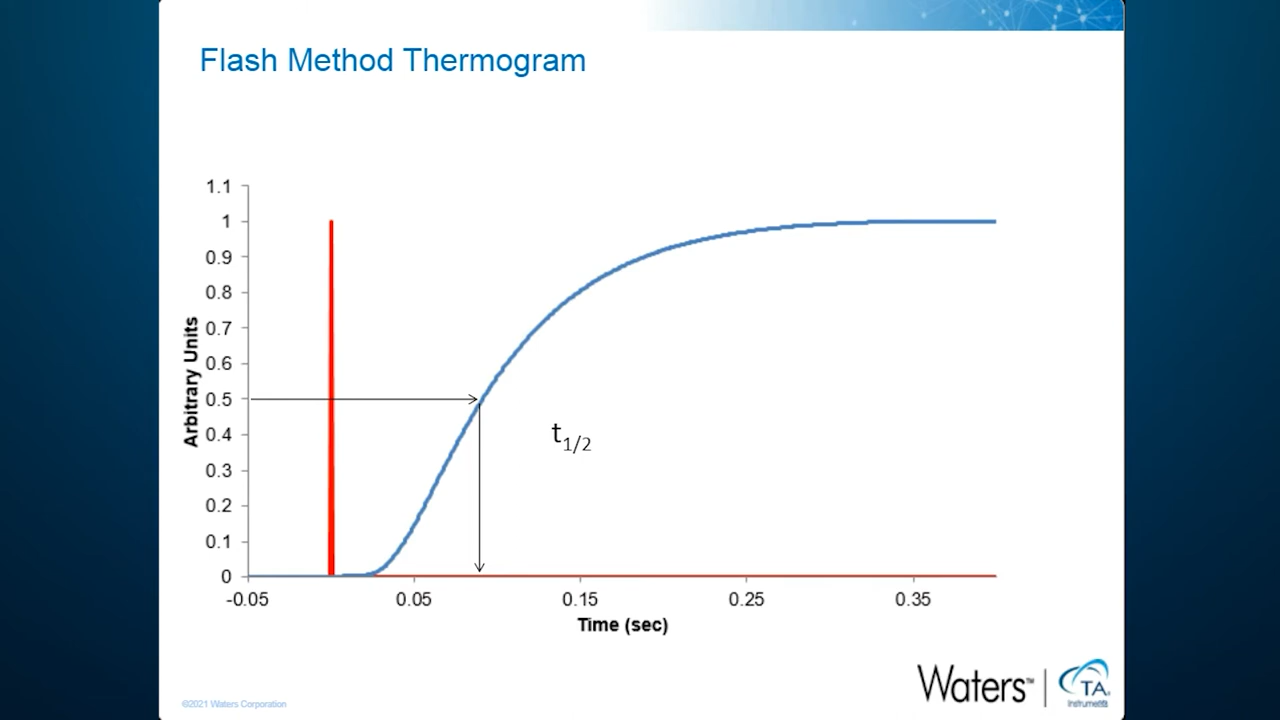 Flash Method Thermogram
1.1
1
0.9
0.8
0.7
0.6
0.5
0.4
0.3
0.2
0.1
0
Arbitrary Units
t1/2
-0.05
0.05
0.15
0.25
0.35
Time (sec)
©2021 Waters Corporation
Waters™
TA
Instruments